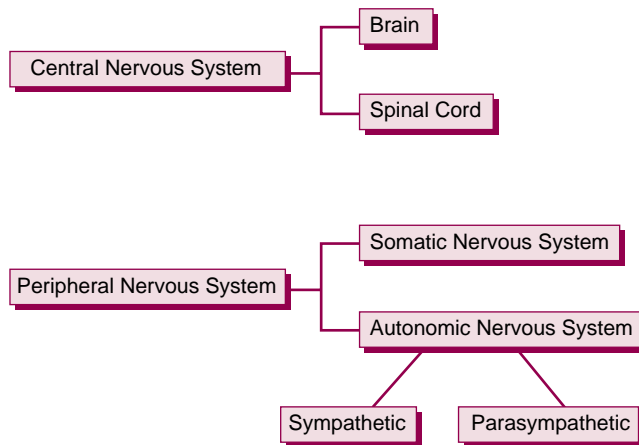 Brain
Central Nervous System
Spinal Cord
Somatic Nervous System
Peripheral Nervous System
Autonomic Nervous System
Sympathetic
Parasympathetic